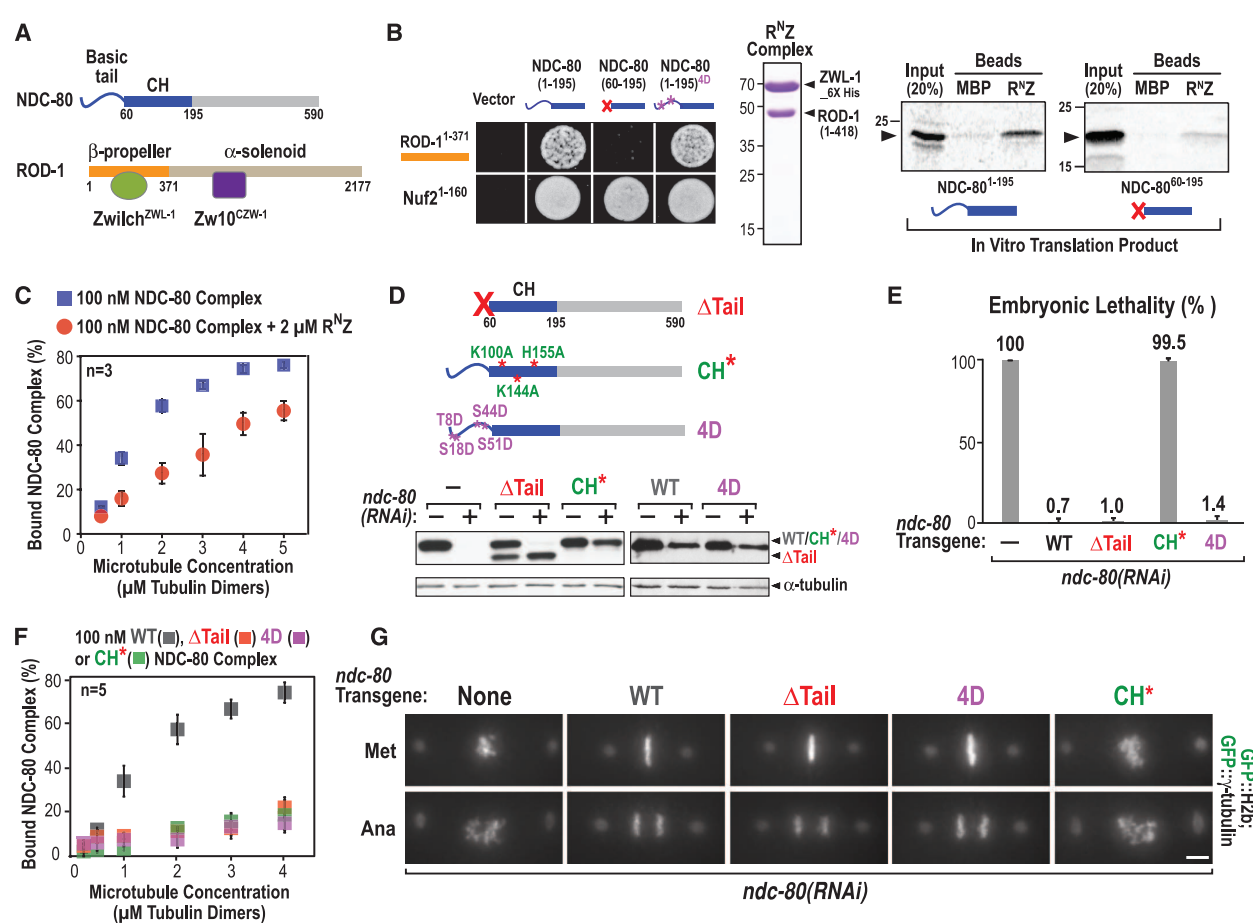 A
Basic
tail
CH
NDC-80
60
195
590
β-propeller
α-solenoid
ROD-1
1
371
2177
Zwilch^ZWL-1
Zw10^CZW-1
B
NDC-80
(1-195)
NDC-80
(60-195)
NDC-80
(1-195)^4D
Vector
X
ROD-1^1-371
Nuf2^1-160
R^NZ
Complex
70
50
35
25
15
ZWL-1
_6X His
ROD-1
(1-418)
Input
(20%)
Beads
MBP
R^NZ
25
NDC-80^1-195
Input
(20%)
Beads
MBP
R^NZ
25
15
NDC-80^60-195
X
In Vitro Translation Product
C
100 nM NDC-80 Complex
100 nM NDC-80 Complex + 2 μM R^NZ
n=3
Bound NDC-80 Complex (%)
80
60
40
20
0
0
1
2
3
4
5
Microtubule Concentration
(μM Tubulin Dimers)
D
X
CH
ΔTail
60
195
590
K100A
H155A
K144A
CH*
T8D
S44D
S18D
S51D
4D
ndc-80
(RNAi)
–
ΔTail
CH*
WT
4D
– + – + – + – + – +
WT/CH*/4D
ΔTail
α-tubulin
E
Embryonic Lethality (% )
100
99.5
100
50
0
0.7
1.0
1.4
ndc-80
Transgene:
–
WT
ΔTail
CH*
4D
ndc-80(RNAi)
F
100 nM WT(■), ΔTail (■) 4D (■)
or CH*(■) NDC-80 Complex
n=5
Bound NDC-80 Complex (%)
80
60
40
20
0
0
1
2
3
4
Microtubule Concentration
(μM Tubulin Dimers)
G
ndc-80
Transgene:
None
WT
ΔTail
4D
CH*
Met
Ana
GFP::H2b;
GFP::γ-tubulin
ndc-80(RNAi)